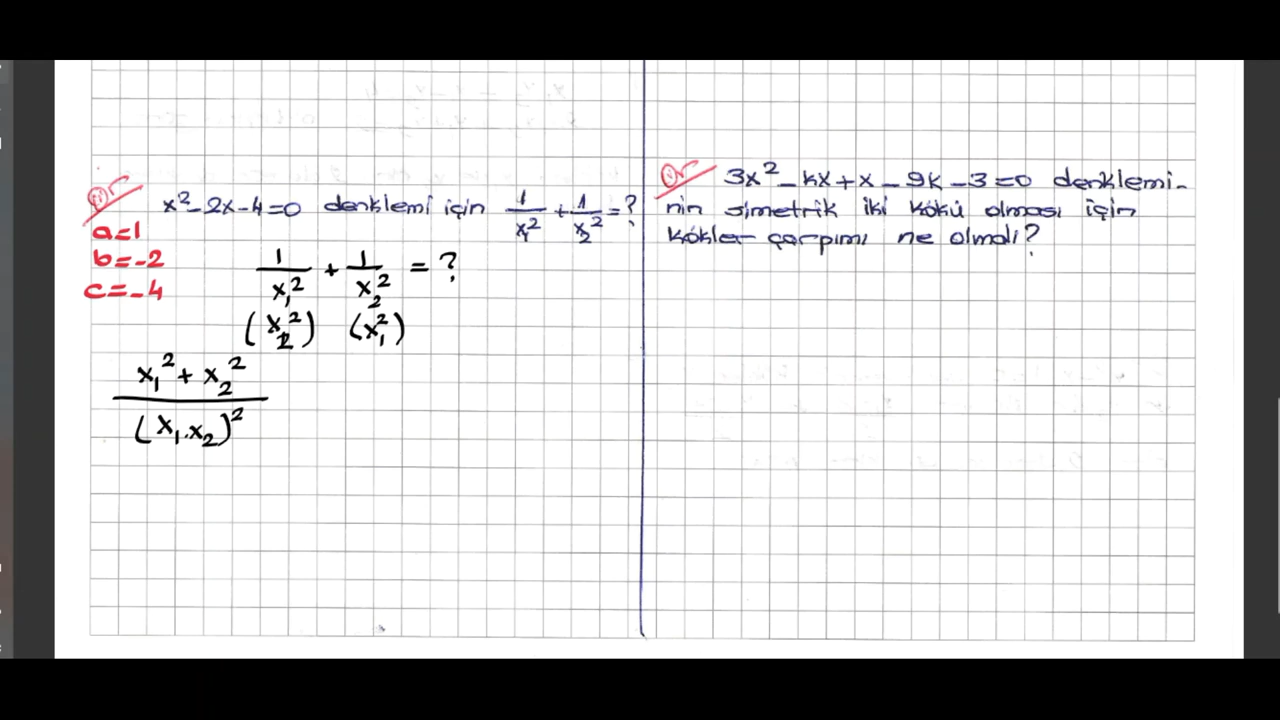 Ör
x² - 2x - 4 = 0 denklemi için 1/x₁² + 1/x₂² = ?
a=1
b=-2
c=-4
1/x₁² + 1/x₂² = ?
(x₂²) (x₁²)
x₁² + x₂²
(x₁.x₂)²
Ör
3x² - kx + x - 9k - 3 = 0 denklemi-
nin simetrik iki kökü olması için
kökler çarpımı ne olmalı?